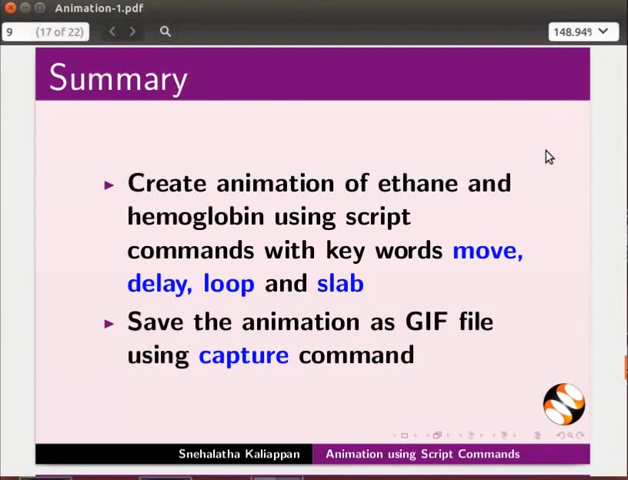 Animation-1.pdf
9 (17 of 22)
148.94%
Summary
Create animation of ethane and
hemoglobin using script
commands with key words move,
delay, loop and slab
Save the animation as GIF file
using capture command
Snehalatha Kaliappan Animation using Script Commands